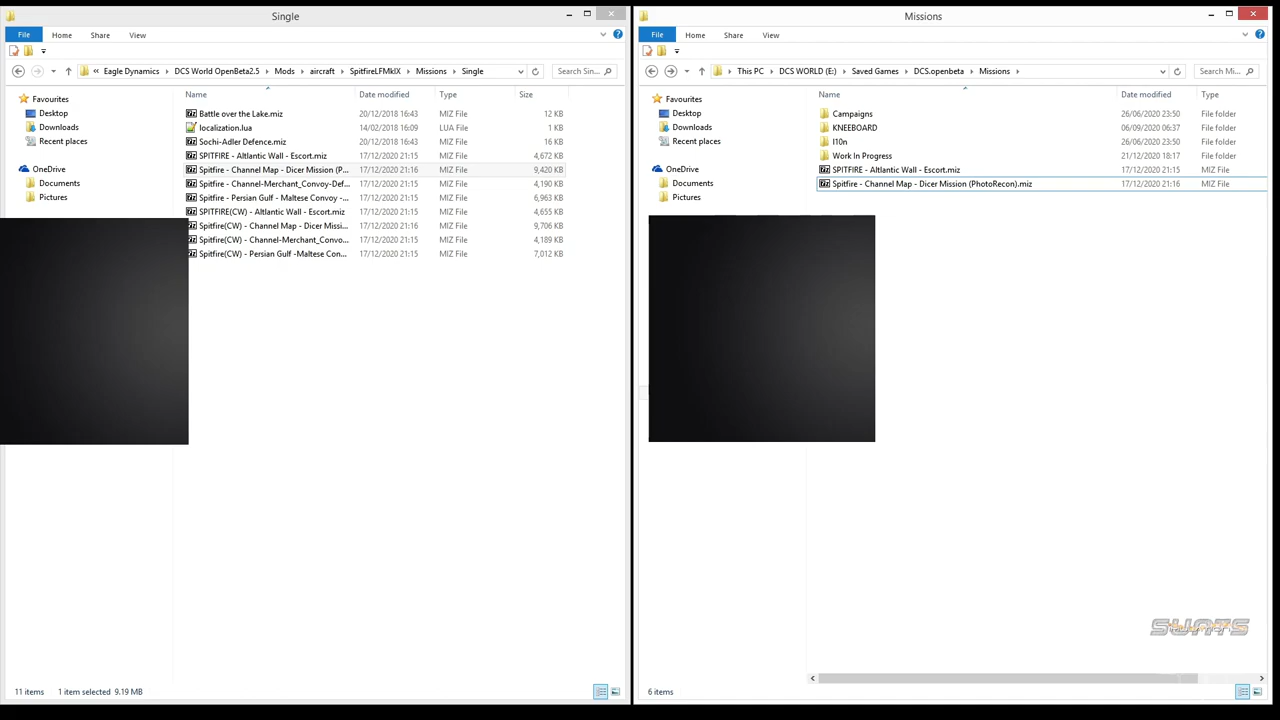 Single
File Home Share View
« Eagle Dynamics › DCS World OpenBeta2.5 › Mods › aircraft › SpitfireLFMkIX › Missions › Single
Search Sin...
Favourites
Desktop
Downloads
Recent places
OneDrive
Documents
Pictures
Name Date modified Type Size
Battle over the Lake.miz 20/12/2018 16:43 MIZ File 12 KB
localization.lua 14/02/2018 16:09 LUA File 1 KB
Sochi-Adler Defence.miz 20/12/2018 16:43 MIZ File 16 KB
SPITFIRE - Altlantic Wall - Escort.miz 17/12/2020 21:15 MIZ File 4,672 KB
Spitfire - Channel Map - Dicer Mission (P... 17/12/2020 21:16 MIZ File 9,420 KB
Spitfire - Channel-Merchant_Convoy-Def... 17/12/2020 21:15 MIZ File 4,190 KB
Spitfire - Persian Gulf - Maltese Convoy -... 17/12/2020 21:15 MIZ File 6,963 KB
SPITFIRE(CW) - Altlantic Wall - Escort.miz 17/12/2020 21:15 MIZ File 4,655 KB
Spitfire(CW) - Channel Map - Dicer Missi... 17/12/2020 21:16 MIZ File 9,706 KB
Spitfire(CW) - Channel-Merchant_Convo... 17/12/2020 21:15 MIZ File 4,189 KB
Spitfire(CW) - Persian Gulf -Maltese Con... 17/12/2020 21:15 MIZ File 7,012 KB
11 items 1 item selected 9.19 MB
Missions
File Home Share View
› This PC › DCS WORLD (E:) › Saved Games › DCS.openbeta › Missions ›
Search Mi...
Favourites
Desktop
Downloads
Recent places
OneDrive
Documents
Pictures
Name Date modified Type
Campaigns 26/06/2020 23:50 File folder
KNEEBOARD 06/09/2020 06:37 File folder
l10n 26/06/2020 23:50 File folder
Work In Progress 21/12/2020 18:17 File folder
SPITFIRE - Altlantic Wall - Escort.miz 17/12/2020 21:15 MIZ File
Spitfire - Channel Map - Dicer Mission (PhotoRecon).miz 17/12/2020 21:16 MIZ File
6 items